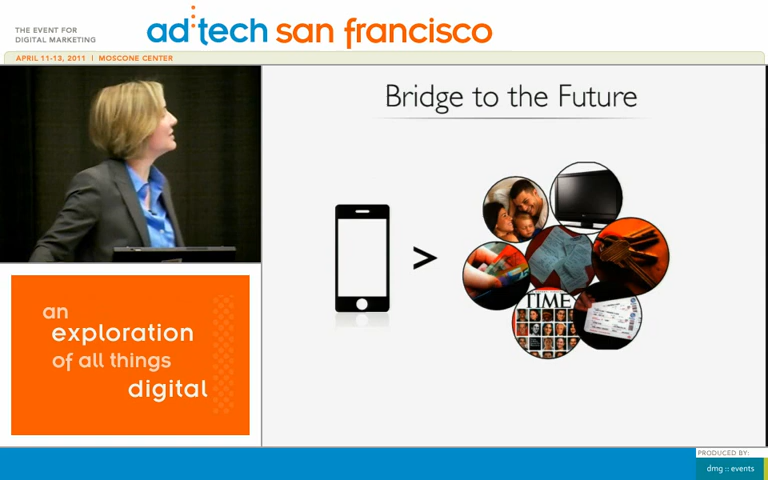 THE EVENT FOR
DIGITAL MARKETING
ad:tech san francisco
APRIL 11-13, 2011 | MOSCONE CENTER
Bridge to the Future
>
TIME
an
exploration
of all things
digital
PRODUCED BY:
dmg :: events